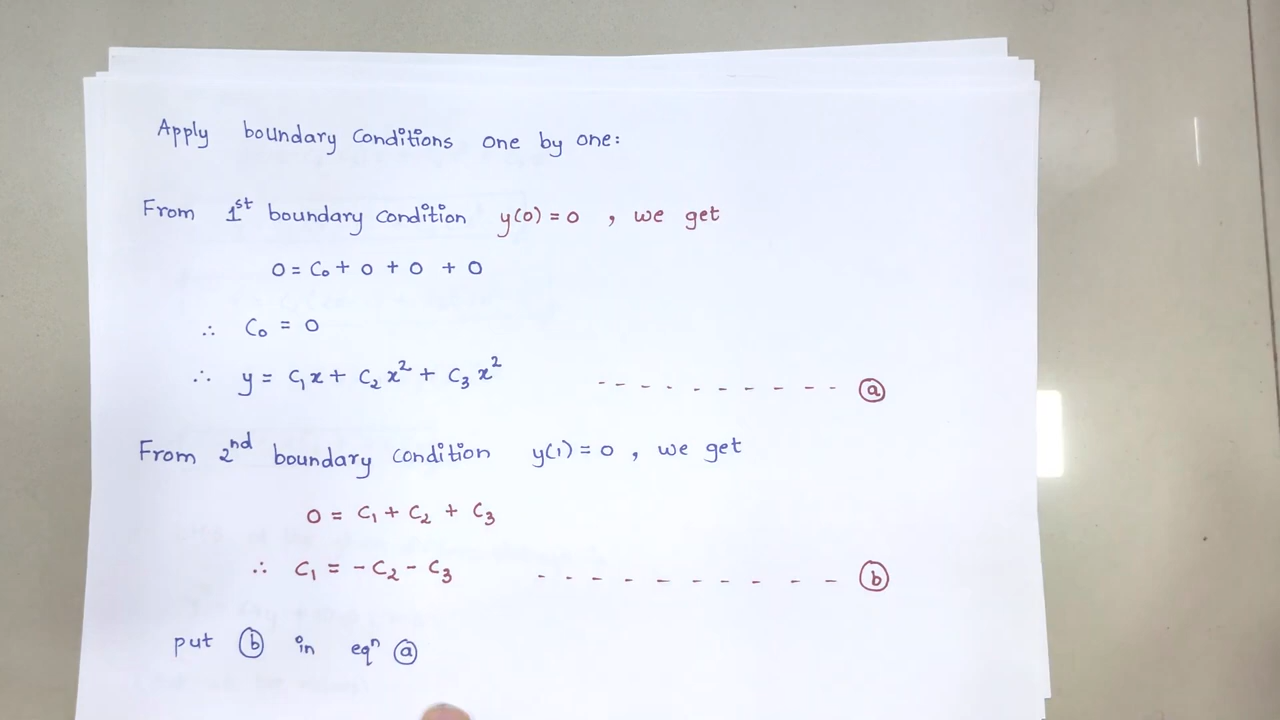 Apply boundary conditions one by one:
From 1st boundary condition y(0) = 0 , we get
0 = C₀ + 0 + 0 + 0
∴ C₀ = 0
∴ y = C₁x + C₂x² + C₃x² - - - - - - - - - - ⓐ
From 2nd boundary condition y(1) = 0 , we get
0 = C₁ + C₂ + C₃
∴ C₁ = -C₂ - C₃ - - - - - - - - - - - ⓑ
put ⓑ in eqⁿ ⓐ